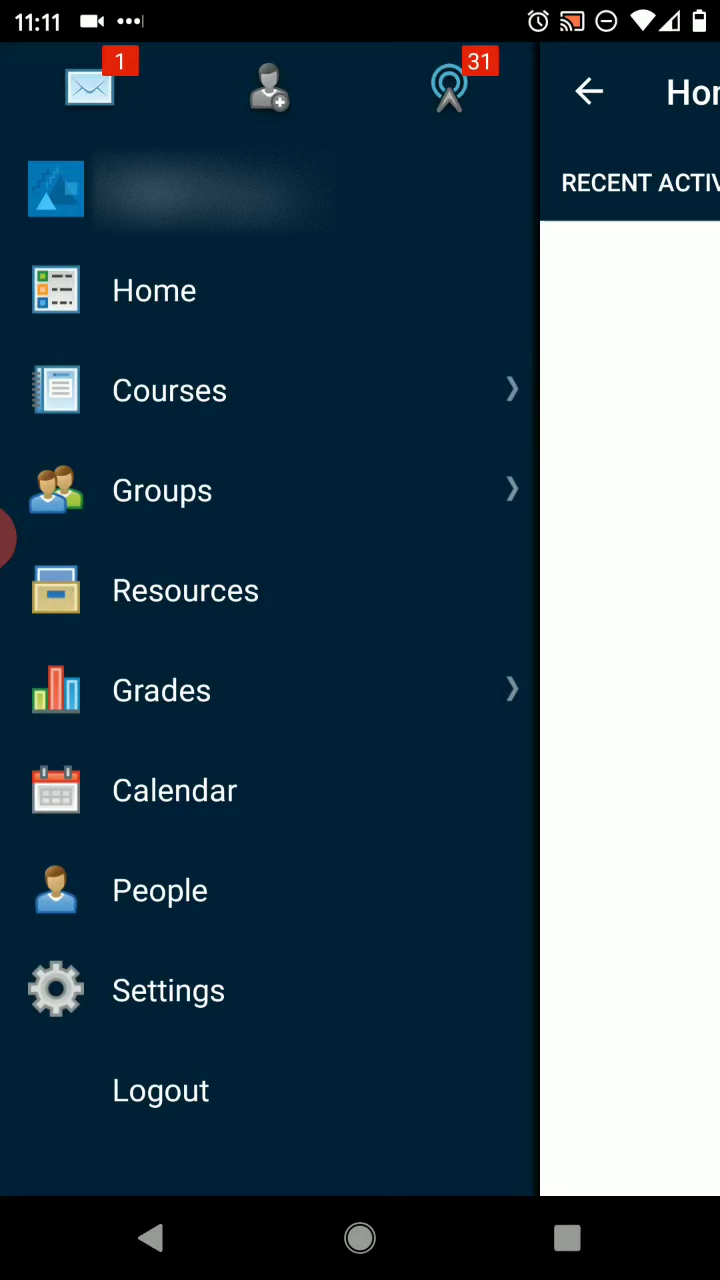 11:11
1
31
Hor
RECENT ACTIV
Home
Courses
Groups
Resources
Grades
Calendar
People
Settings
Logout